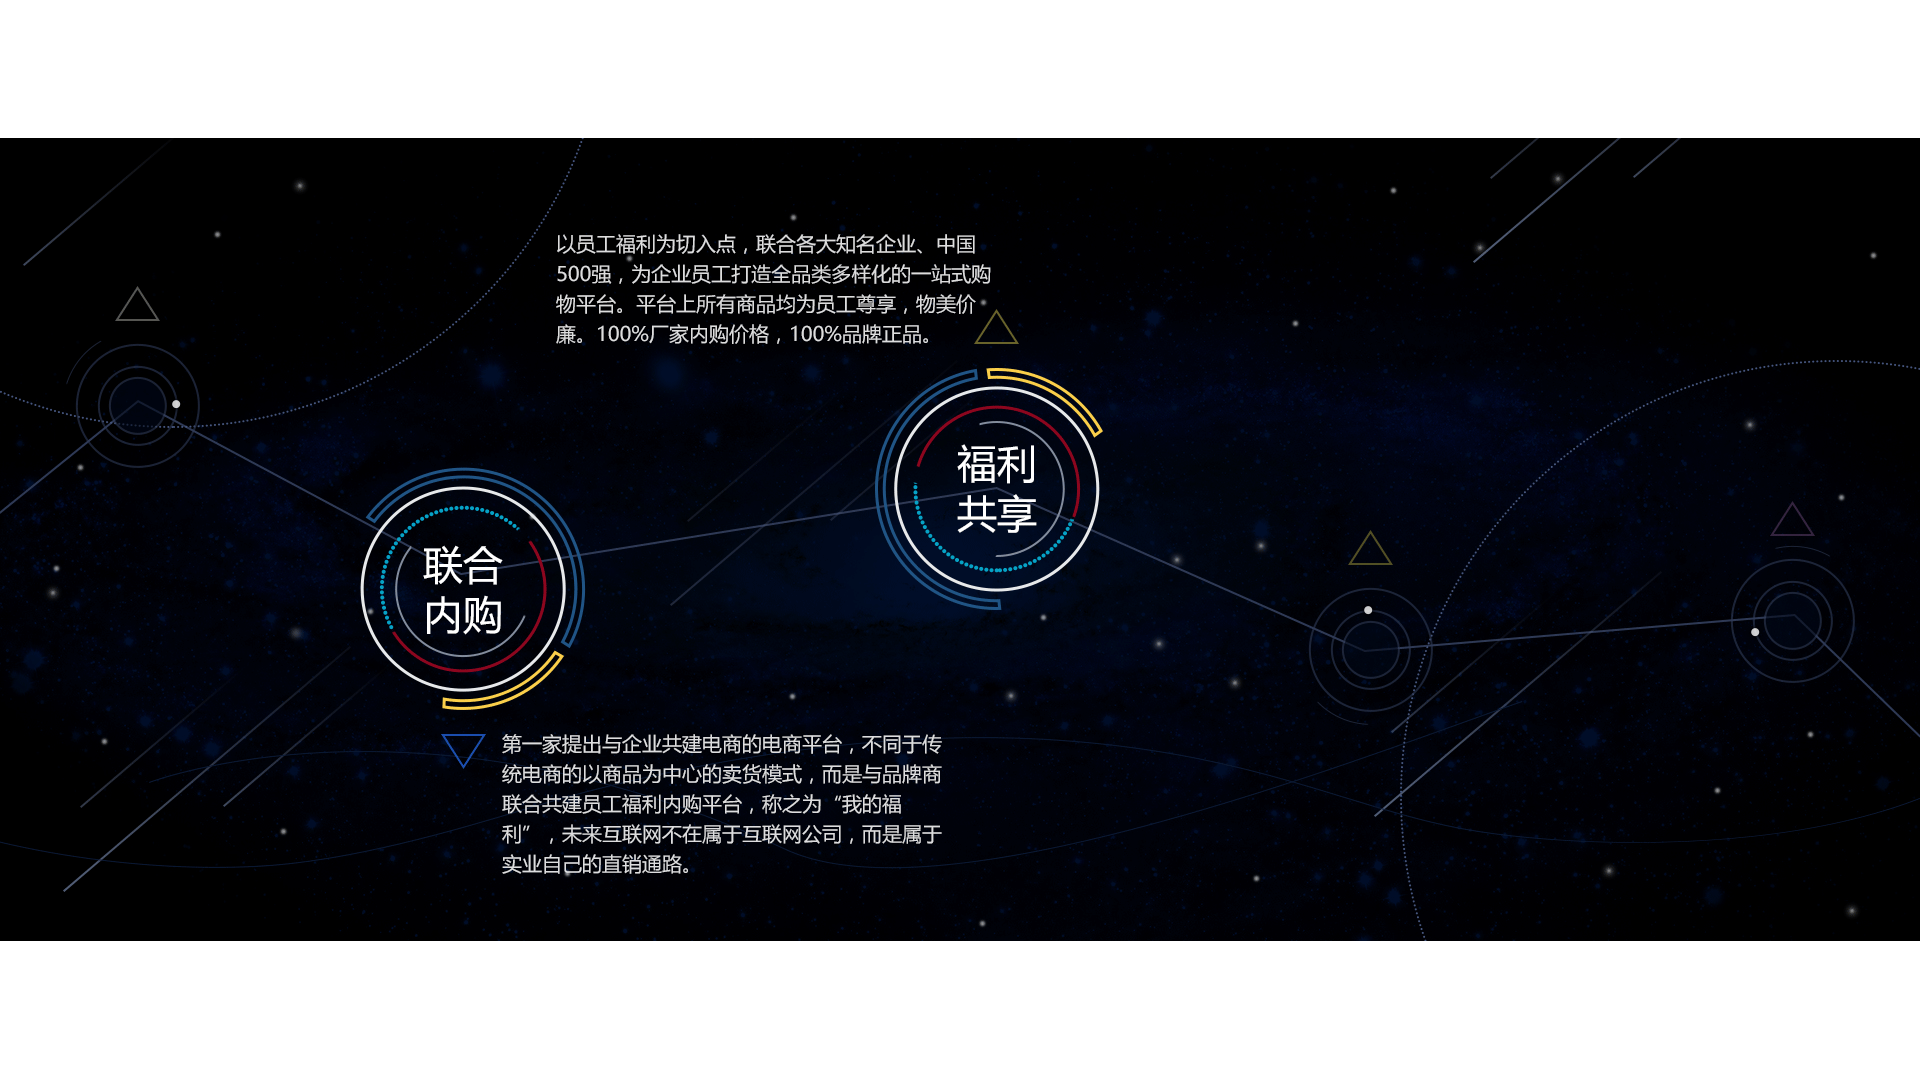 以员工福利为切入点，联合各大知名企业、中国
500强，为企业员工打造全品类多样化的一站式购
物平台。平台上所有商品均为员工尊享，物美价
廉。100%厂家内购价格，100%品牌正品。
福利
共享
联合
内购
第一家提出与企业共建电商的电商平台，不同于传
统电商的以商品为中心的卖货模式，而是与品牌商
联合共建员工福利内购平台，称之为“我的福
利”，未来互联网不在属于互联网公司，而是属于
实业自己的直销通路。